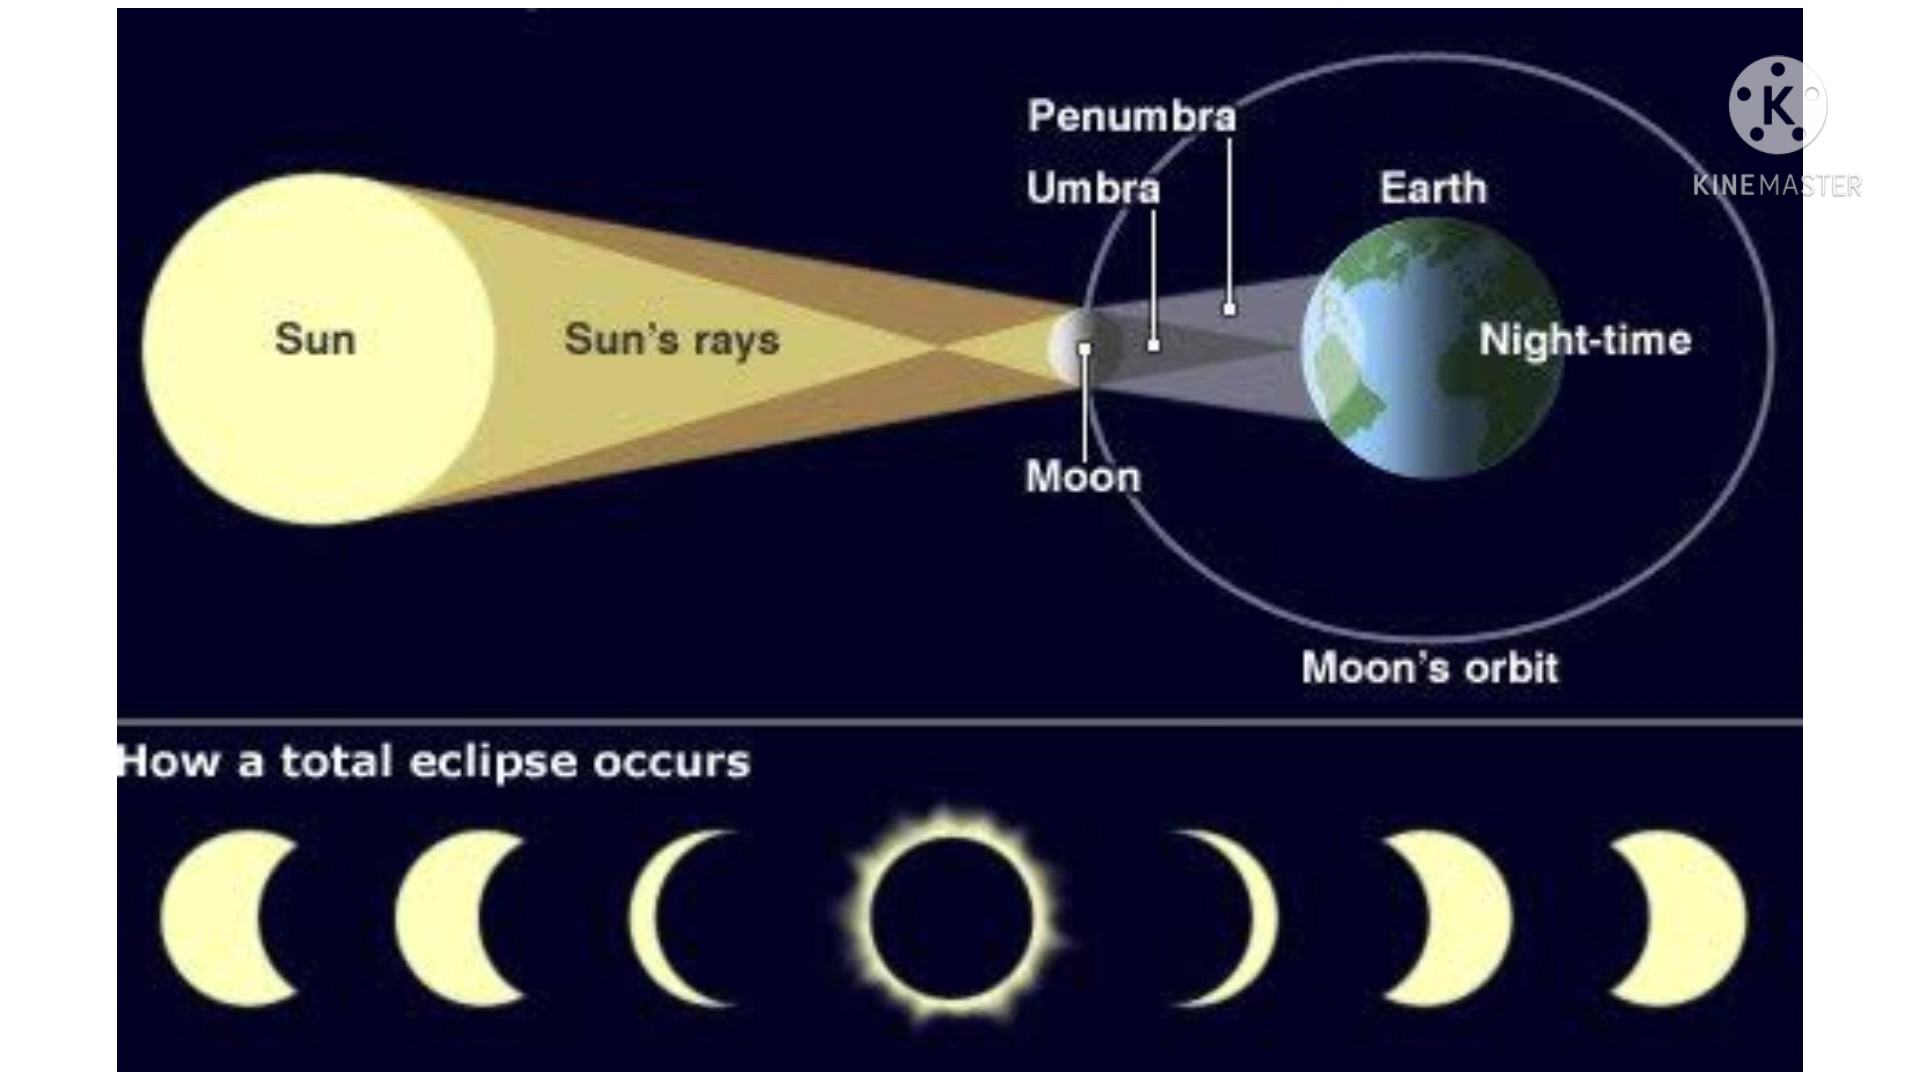 Penumbra
Umbra
Earth
Sun
Sun's rays
Night-time
Moon
Moon's orbit
How a total eclipse occurs
K
KINEMASTER